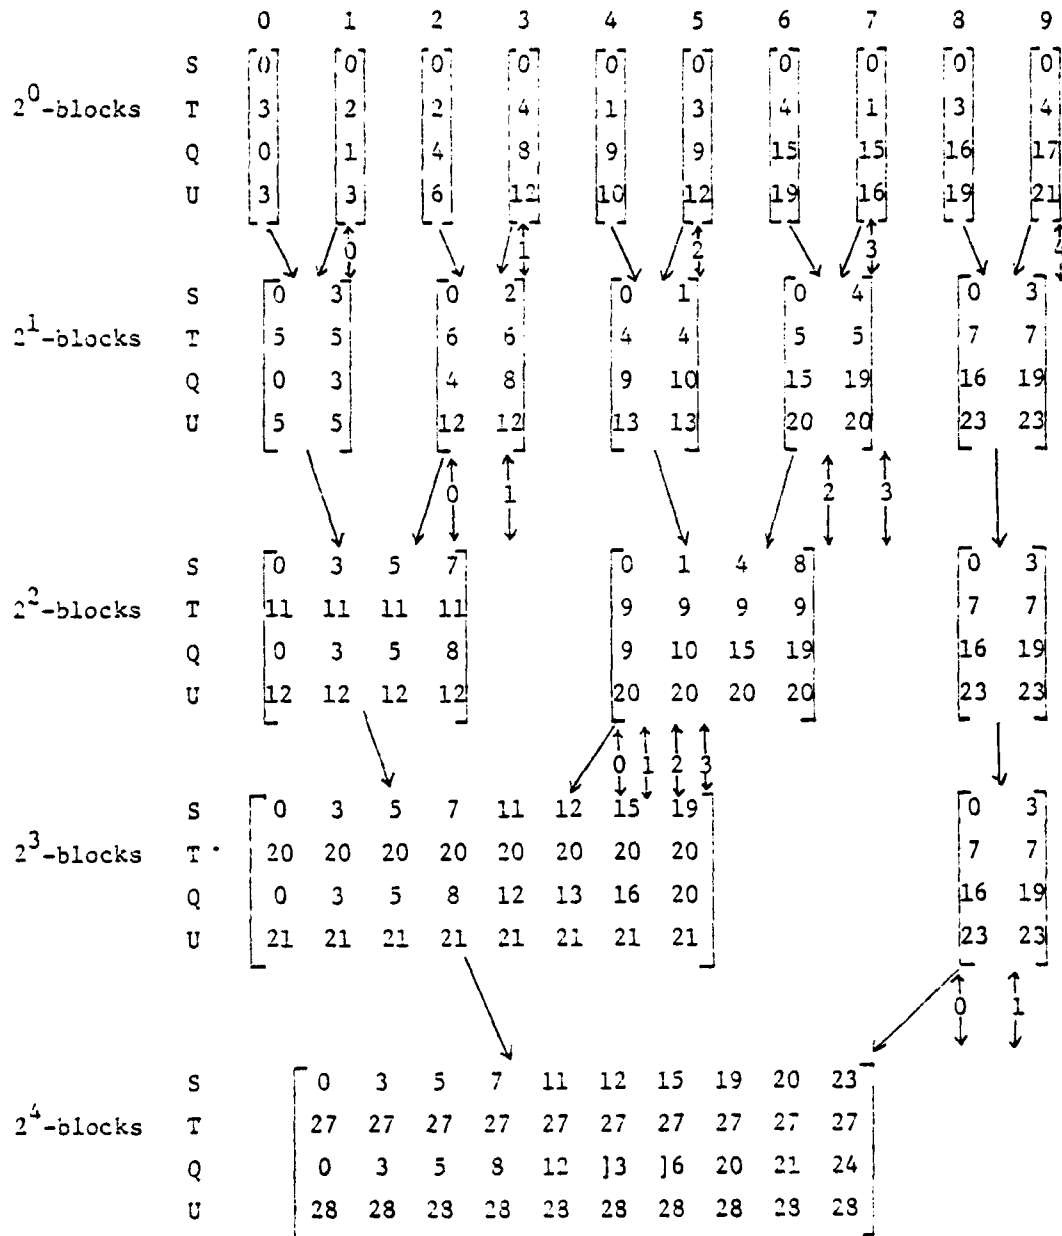 0 1 2 3 4 5 6 7 8 9
S 0 0 0 0 0 0 0 0 0 0
2^0-blocks T 3 2 2 4 1 3 4 1 3 4
Q 0 1 4 8 9 9 15 15 16 17
U 3 3 6 12 10 12 19 16 19 21
0 1 2 3 4
S 0 3 0 2 0 1 0 4 0 3
2^1-blocks T 5 5 6 6 4 4 5 5 7 7
Q 0 3 4 8 9 10 15 19 16 19
U 5 5 12 12 13 13 20 20 23 23
0 1 2 3
S 0 3 5 7 0 1 4 8 0 3
2^2-blocks T 11 11 11 11 9 9 9 9 7 7
Q 0 3 5 8 9 10 15 19 16 19
U 12 12 12 12 20 20 20 20 23 23
0 1 2 3
S 0 3 5 7 11 12 15 19 0 3
2^3-blocks T 20 20 20 20 20 20 20 20 7 7
Q 0 3 5 8 12 13 16 20 16 19
U 21 21 21 21 21 21 21 21 23 23
0 1
S 0 3 5 7 11 12 15 19 20 23
2^4-blocks T 27 27 27 27 27 27 27 27 27 27
Q 0 3 5 8 12 13 16 20 21 24
U 28 28 28 28 28 28 28 28 28 28